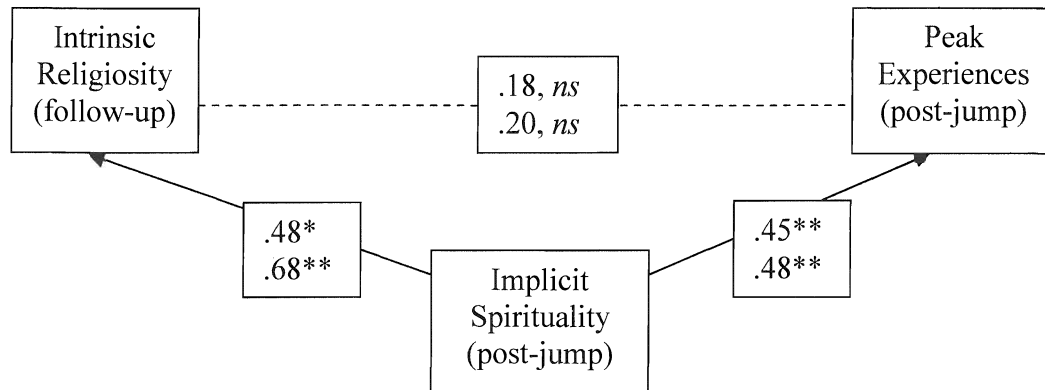 Intrinsic
Religiosity
(follow-up)
.18, ns
.20, ns
Peak
Experiences
(post-jump)
.48*
.68**
Implicit
Spirituality
(post-jump)
.45**
.48**